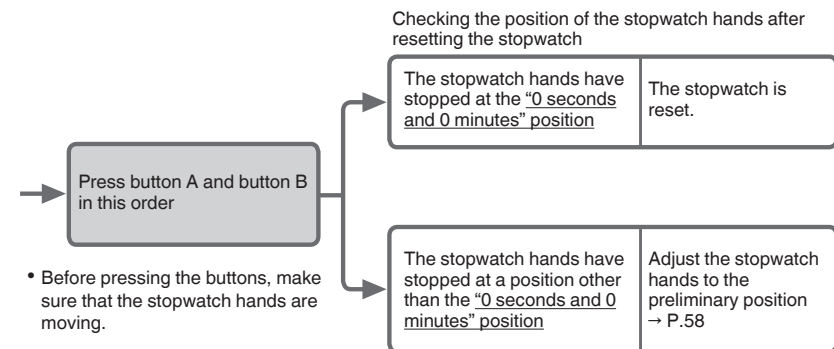 Checking the position of the stopwatch hands after
resetting the stopwatch
The stopwatch hands have
stopped at the “0 seconds
and 0 minutes” position
The stopwatch is
reset.
Press button A and button B
in this order
• Before pressing the buttons, make
sure that the stopwatch hands are
moving.
The stopwatch hands have
stopped at a position other
than the “0 seconds and 0
minutes” position
Adjust the stopwatch
hands to the
preliminary position
→ P.58